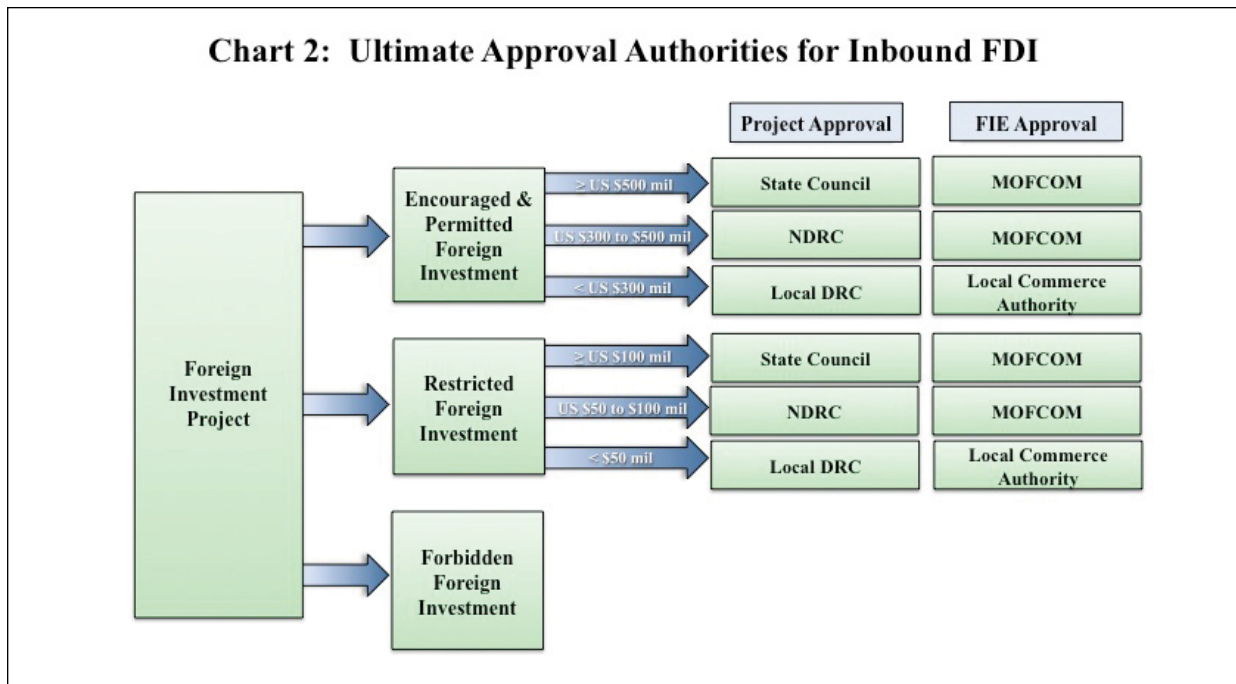 Chart 2: Ultimate Approval Authorities for Inbound FDI
Project Approval
FIE Approval
Foreign
Investment
Project
Encouraged &
Permitted
Foreign
Investment
≥ US $500 mil
State Council
MOFCOM
US $300 to $500 mil
NDRC
MOFCOM
< US $300 mil
Local DRC
Local Commerce
Authority
Restricted
Foreign
Investment
≥ US $100 mil
State Council
MOFCOM
US $50 to $100 mil
NDRC
MOFCOM
< $50 mil
Local DRC
Local Commerce
Authority
Forbidden
Foreign
Investment